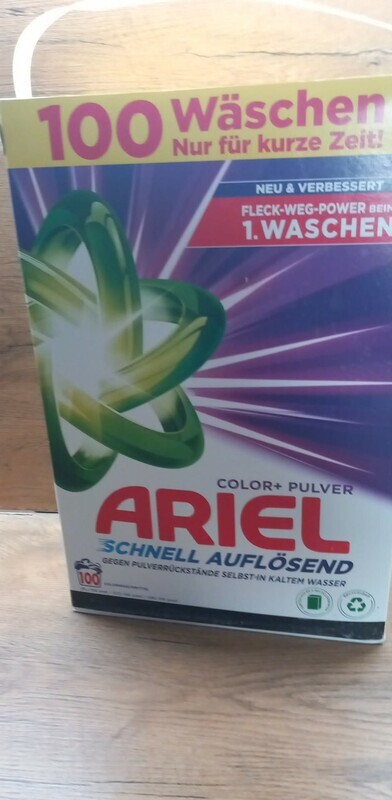 100 Wäschen
Nur für kurze Zeit!
NEU & VERBESSERT
FLECK-WEG-POWER BEIM
1.WASCHEN
COLOR+ PULVER
ARIEL
SCHNELL AUFLÖSEND
GEGEN PULVERRÜCKSTÄNDE SELBST IN KALTEM WASSER
100